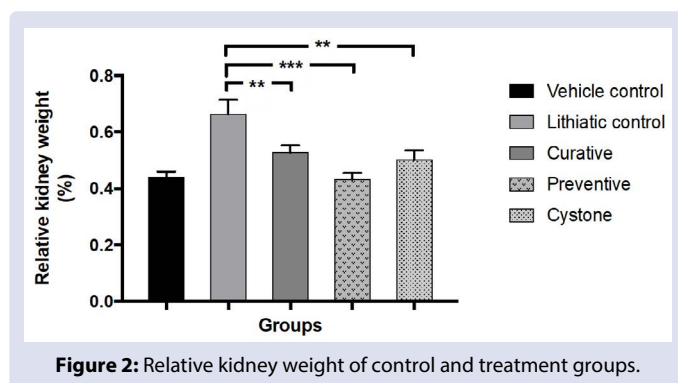 **
***
**
0.8
0.6
0.4
0.2
0.0
Relative kidney weight
(%)
Groups
Vehicle control
Lithiatic control
Curative
Preventive
Cystone
Figure 2: Relative kidney weight of control and treatment groups.